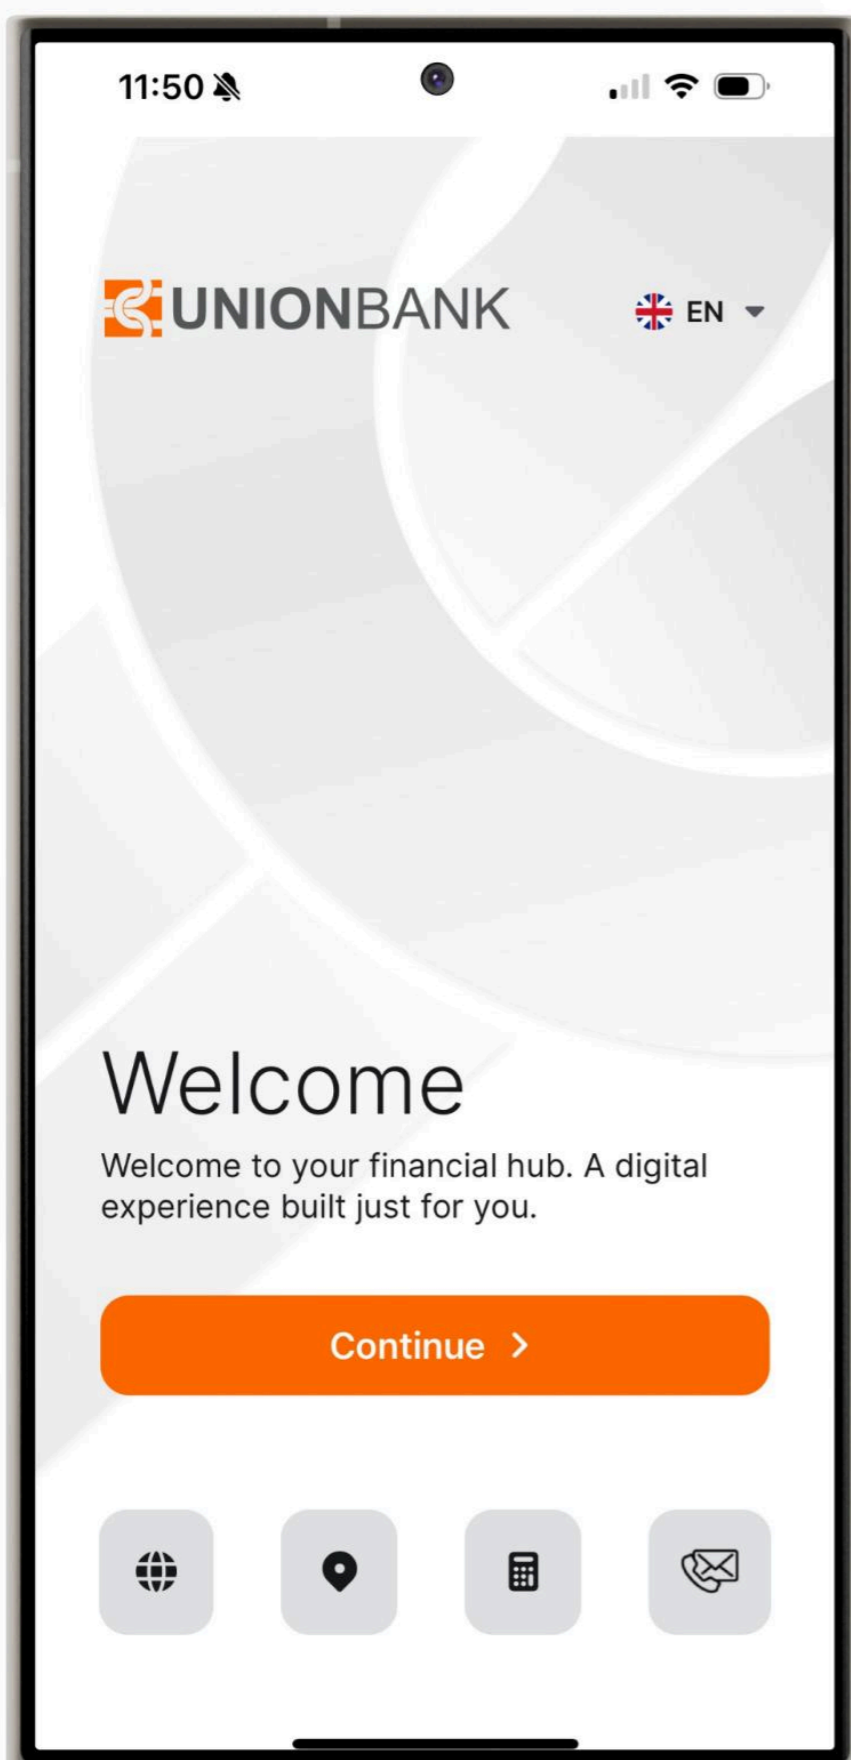 11:50
UNIONBANK
EN
Welcome
Welcome to your financial hub. A digital
experience built just for you.
Continue